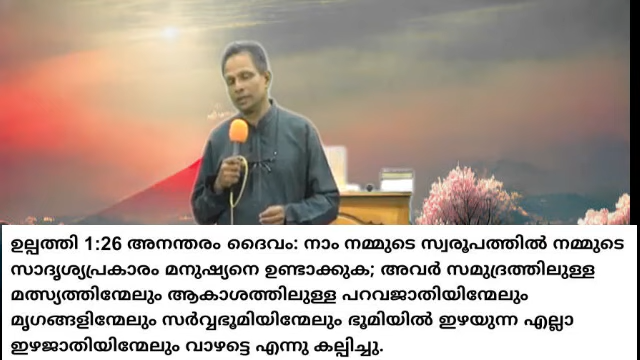 ഉല്പത്തി 1:26 അനന്തരം ദൈവം: നാം നമ്മുടെ സ്വരൂപത്തിൽ നമ്മുടെ
സാദൃശ്യപ്രകാരം മനുഷ്യനെ ഉണ്ടാക്കുക; അവർ സമുദ്രത്തിലുള്ള
മത്സ്യത്തിന്മേലും ആകാശത്തിലുള്ള പറവജാതിയിന്മേലും
മൃഗങ്ങളിന്മേലും സർവ്വഭൂമിയിന്മേലും ഭൂമിയിൽ ഇഴയുന്ന എല്ലാ
ഇഴജാതിയിന്മേലും വാഴട്ടെ എന്നു കല്പിച്ചു.